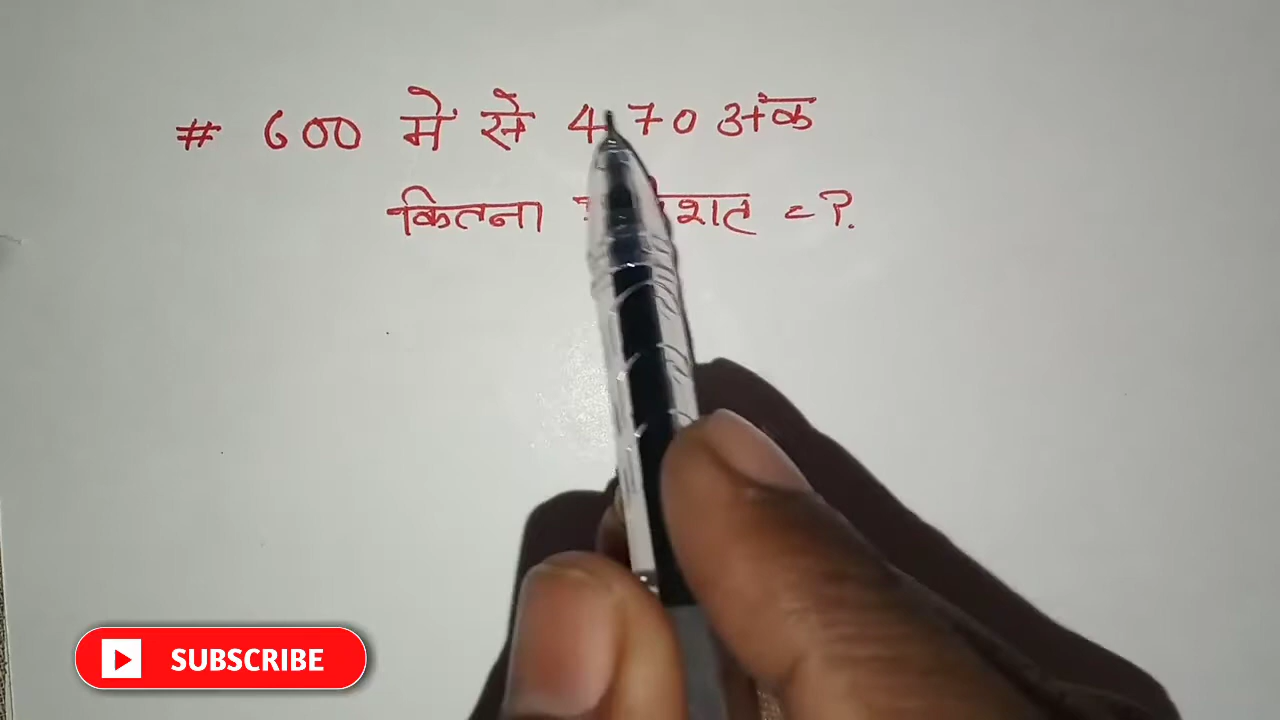 # 600 में से 470 अंक
कितना = ?.
SUBSCRIBE